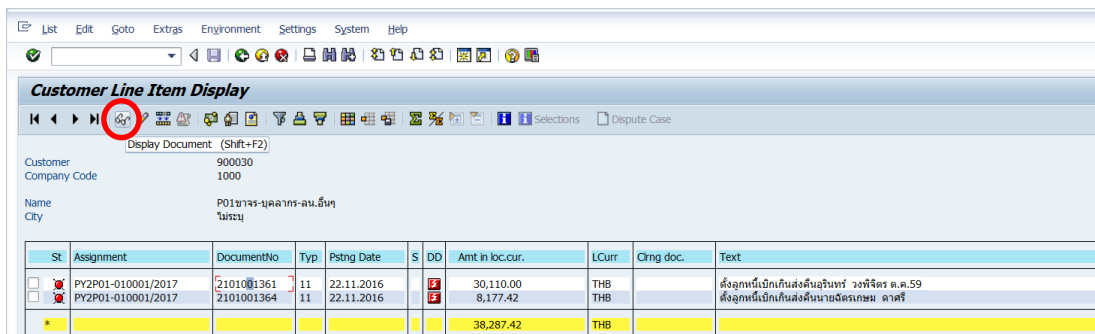 List Edit Goto Extras Environment Settings System Help
Customer Line Item Display
Selections Dispute Case
Display Document (Shift+F2)
Customer 900030
Company Code 1000
Name P01ขาจร-บุคลากร-ลน.อื่นๆ
City ไม่ระบุ
St Assignment DocumentNo Typ Pstng Date S DD Amt in loc.cur. LCurr Clrng doc. Text
PY2P01-010001/2017 2101001361 11 22.11.2016 30,110.00 THB ตั้งลูกหนี้เบิกเกินส่งคืนอุรินทร์ วงพิจิตร ต.ค.59
PY2P01-010001/2017 2101001364 11 22.11.2016 8,177.42 THB ตั้งลูกหนี้เบิกเกินส่งคืนนายฉัตรเกษม ดาศรี
* 38,287.42 THB